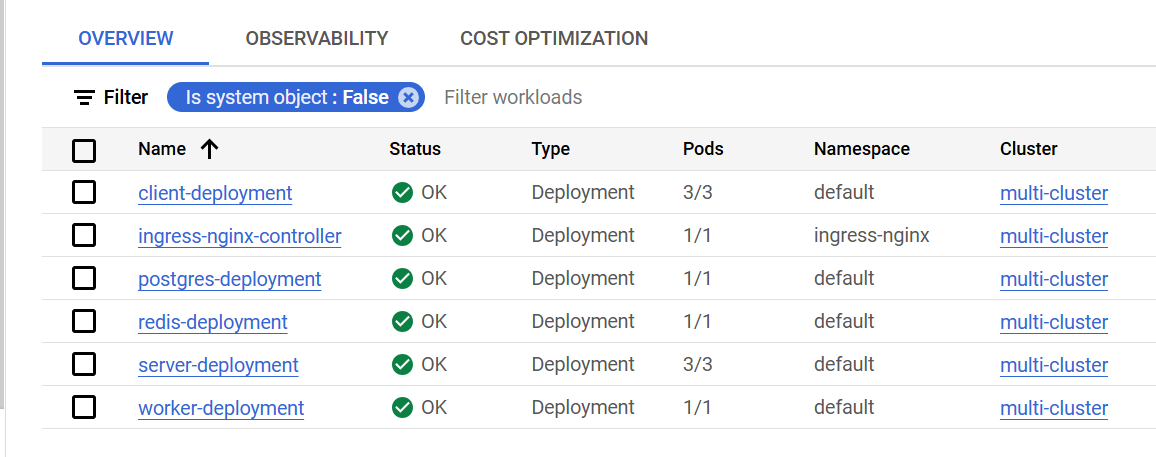 OVERVIEW OBSERVABILITY COST OPTIMIZATION
Filter Is system object : False Filter workloads
Name Status Type Pods Namespace Cluster
client-deployment OK Deployment 3/3 default multi-cluster
ingress-nginx-controller OK Deployment 1/1 ingress-nginx multi-cluster
postgres-deployment OK Deployment 1/1 default multi-cluster
redis-deployment OK Deployment 1/1 default multi-cluster
server-deployment OK Deployment 3/3 default multi-cluster
worker-deployment OK Deployment 1/1 default multi-cluster